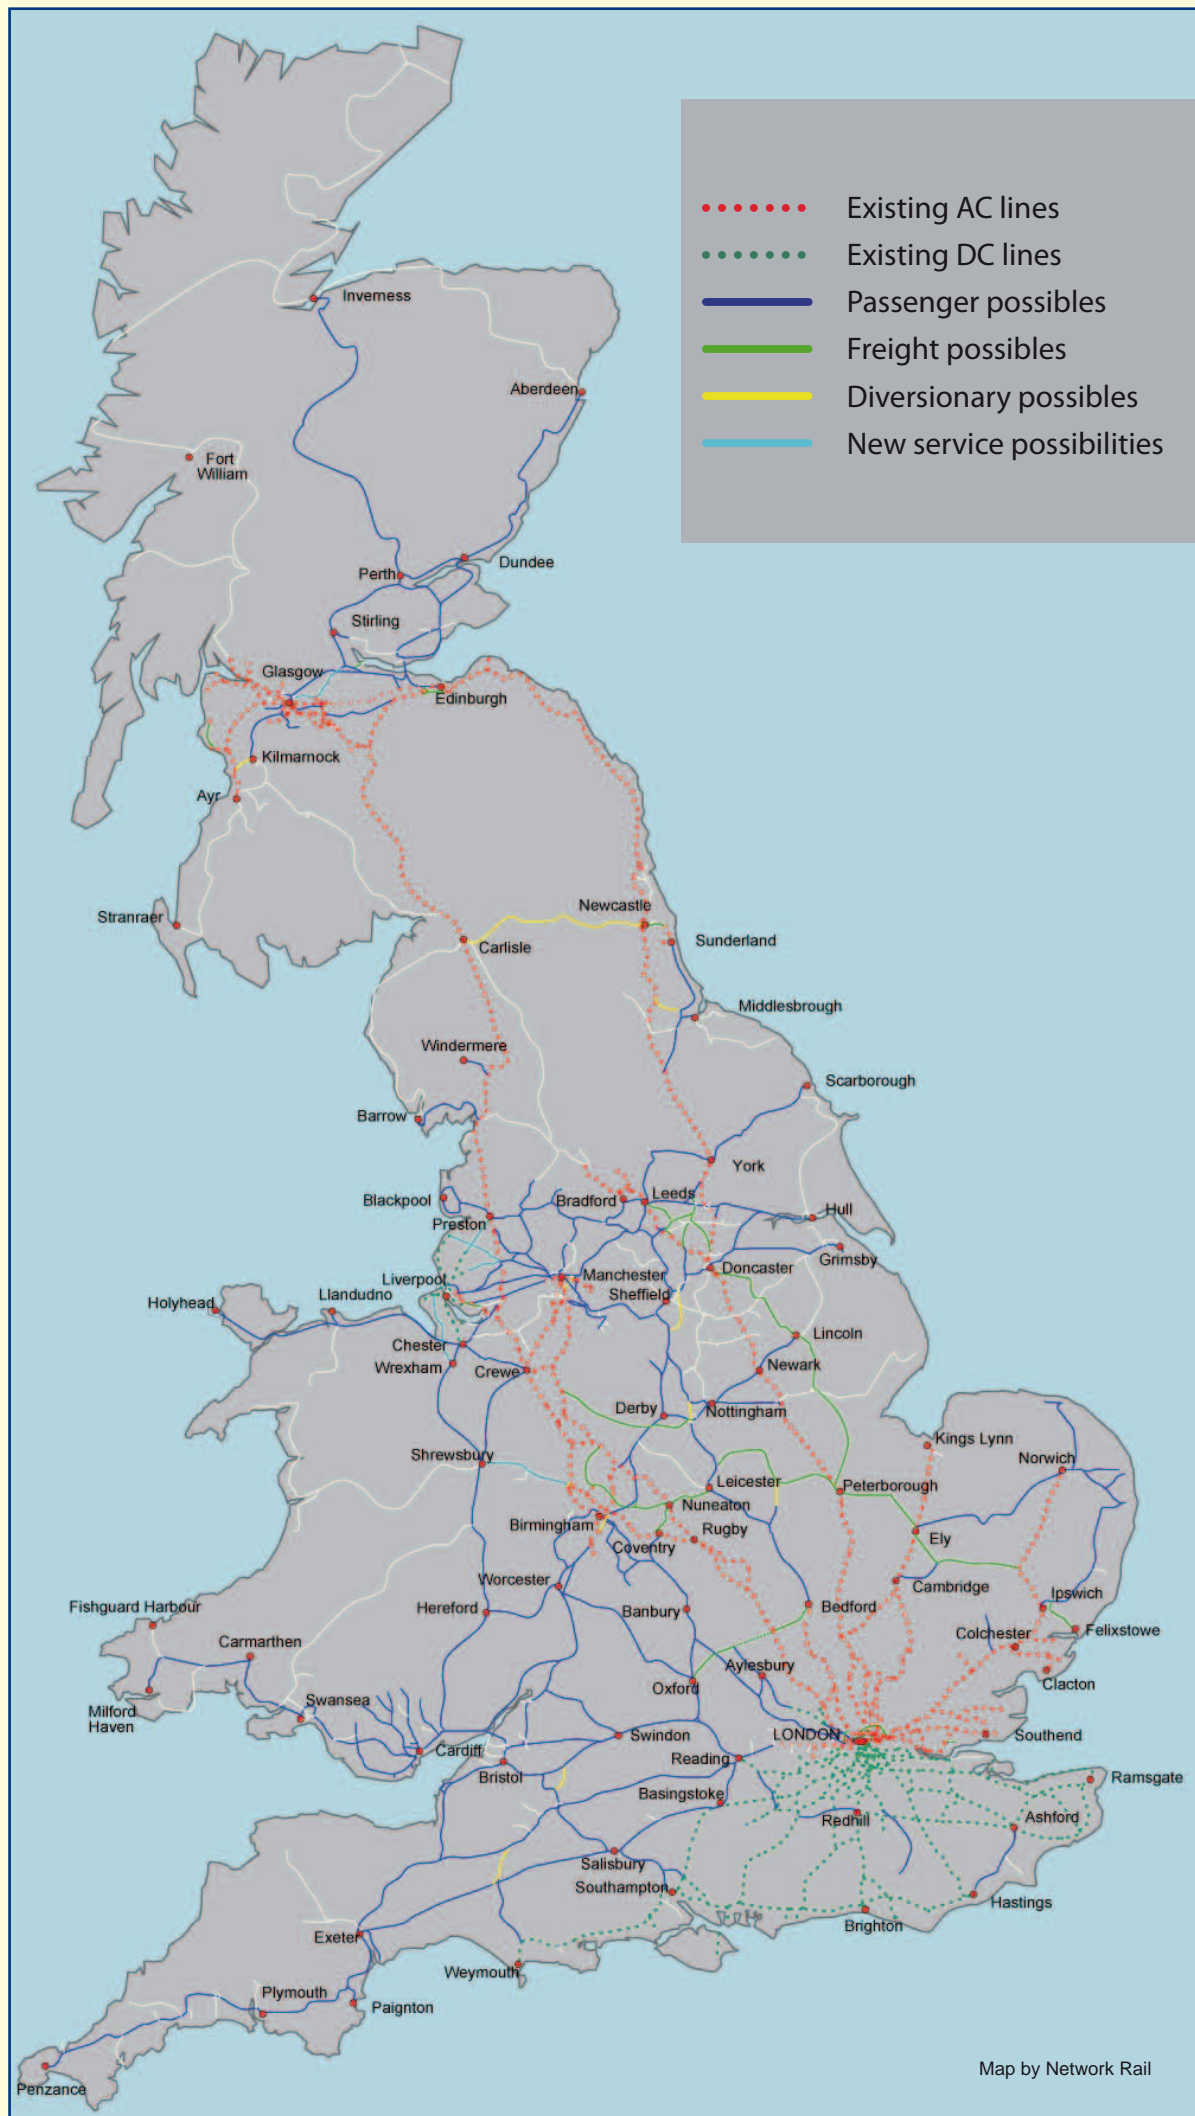 Existing AC lines
Existing DC lines
Passenger possibles
Freight possibles
Diversionary possibles
New service possibilities
Inverness
Aberdeen
Fort
William
Dundee
Perth
Stirling
Glasgow
Edinburgh
Kilmarnock
Ayr
Newcastle
Stranraer
Sunderland
Carlisle
Middlesbrough
Windermere
Scarborough
Barrow
York
Blackpool
Bradford
Leeds
Preston
Hull
Grimsby
Doncaster
Manchester
Liverpool
Sheffield
Llandudno
Holyhead
Lincoln
Chester
Wrexham
Crewe
Newark
Derby
Nottingham
Kings Lynn
Shrewsbury
Norwich
Leicester
Peterborough
Nuneaton
Birmingham
Rugby
Ely
Coventry
Worcester
Cambridge
Ipswich
Fishguard Harbour
Hereford
Banbury
Bedford
Felixstowe
Colchester
Carmarthen
Aylesbury
Oxford
Clacton
Milford
Haven
Swansea
Swindon
LONDON
Southend
Cardiff
Reading
Bristol
Ramsgate
Basingstoke
Redhill
Ashford
Salisbury
Southampton
Hastings
Brighton
Exeter
Weymouth
Plymouth
Paignton
Penzance
Map by Network Rail